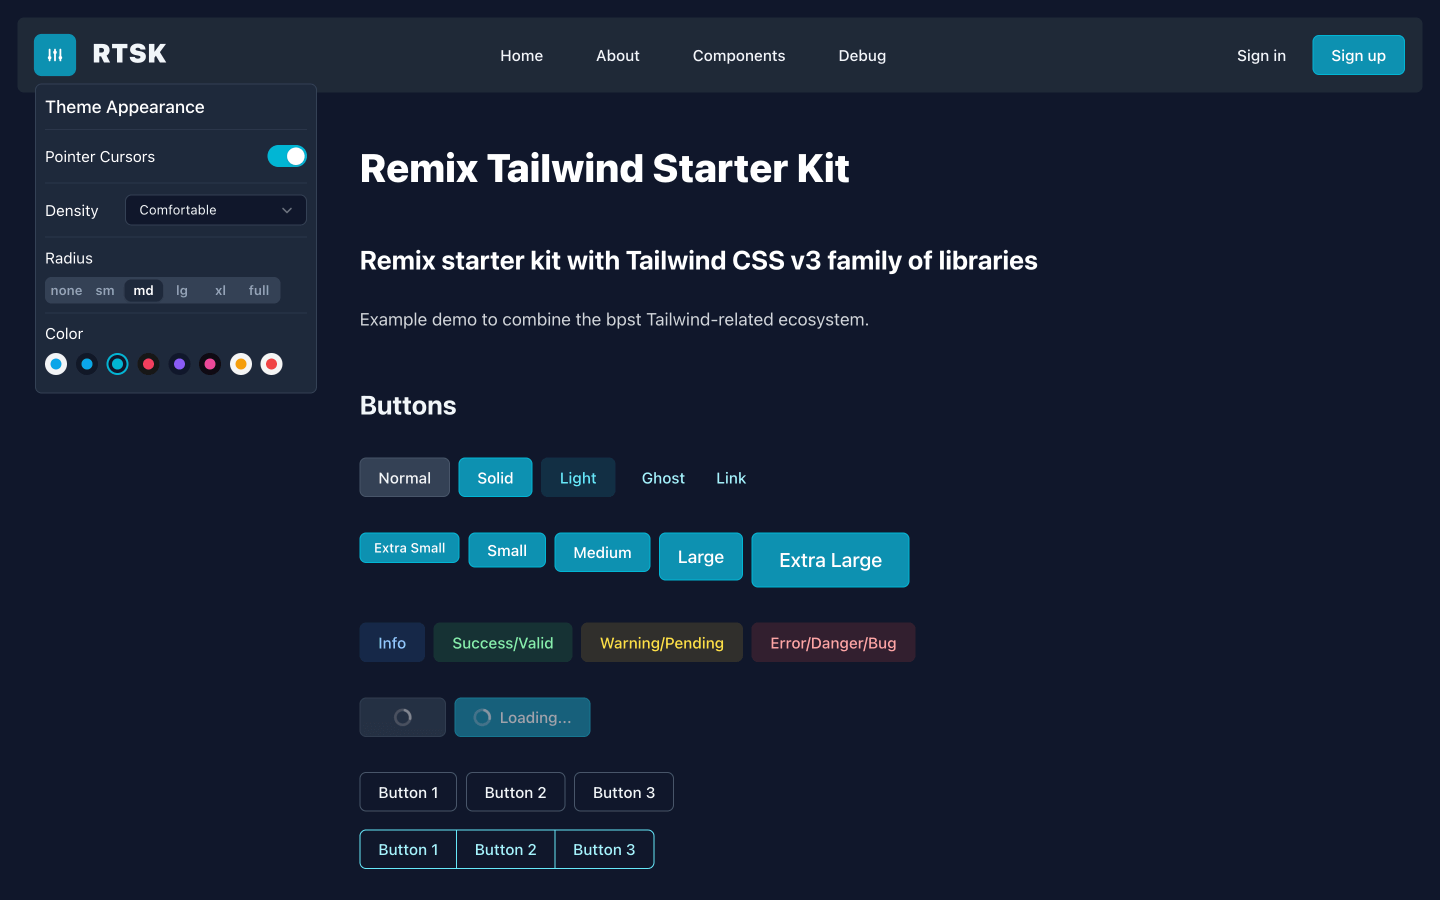 RTSK
Home About Components Debug
Sign in Sign up
Theme Appearance
Pointer Cursors
Density Comfortable
Radius
none sm md lg xl full
Color
Remix Tailwind Starter Kit
Remix starter kit with Tailwind CSS v3 family of libraries
Example demo to combine the bpst Tailwind-related ecosystem.
Buttons
Normal Solid Light Ghost Link
Extra Small Small Medium Large Extra Large
Info Success/Valid Warning/Pending Error/Danger/Bug
Loading...
Button 1 Button 2 Button 3
Button 1 Button 2 Button 3